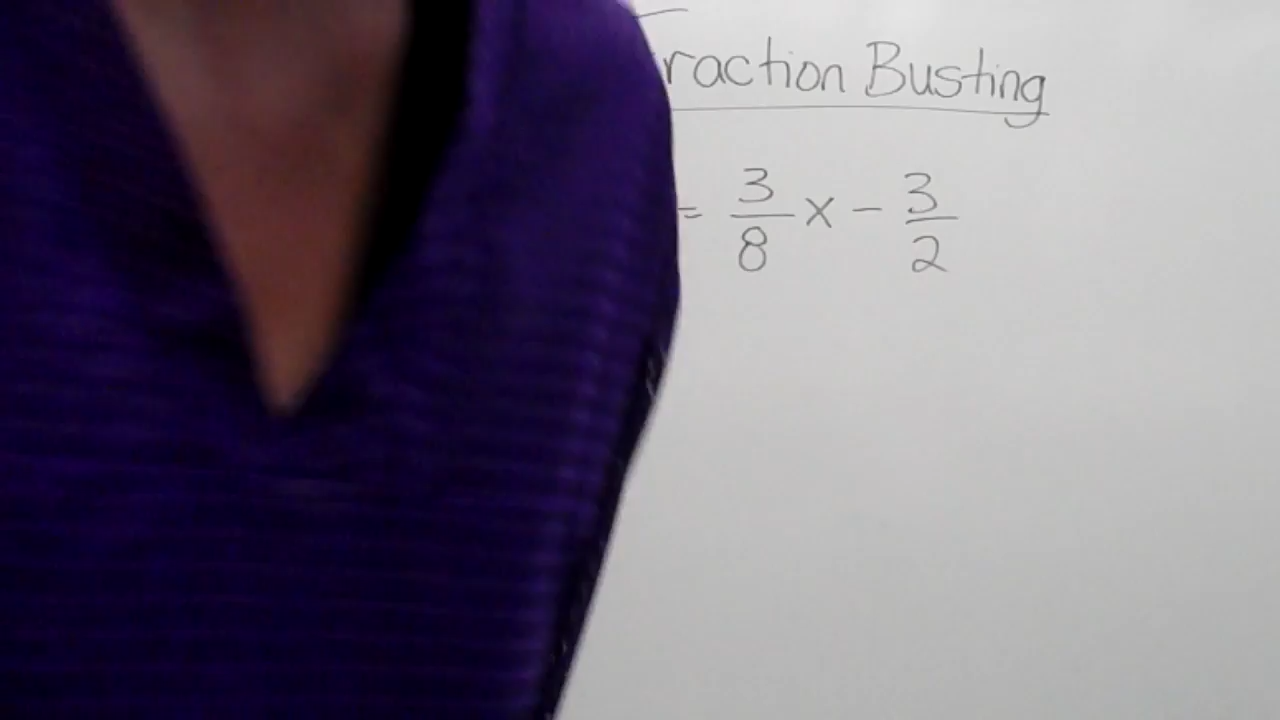 raction Busting
= 3/8 x - 3/2